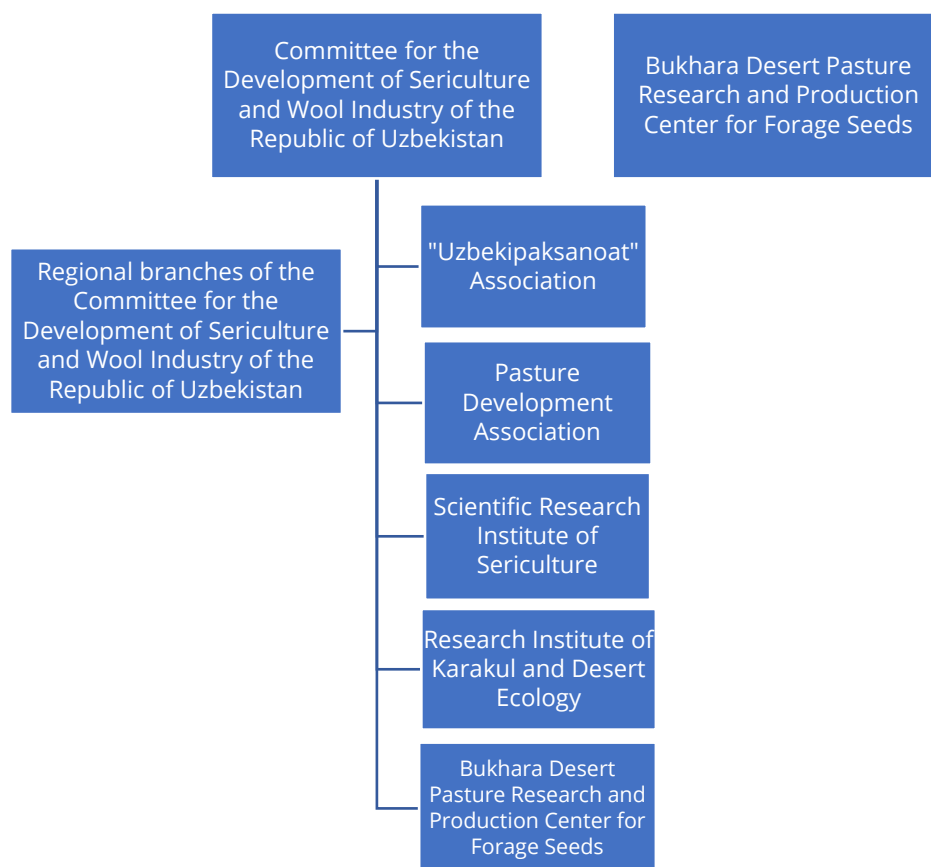 Committee for the
Development of Sericulture
and Wool Industry of the
Republic of Uzbekistan
Bukhara Desert Pasture
Research and Production
Center for Forage Seeds
"Uzbekipaksanoat"
Association
Regional branches of the
Committee for the
Development of Sericulture
and Wool Industry of the
Republic of Uzbekistan
Pasture
Development
Association
Scientific Research
Institute of
Sericulture
Research Institute of
Karakul and Desert
Ecology
Bukhara Desert
Pasture Research and
Production Center for
Forage Seeds